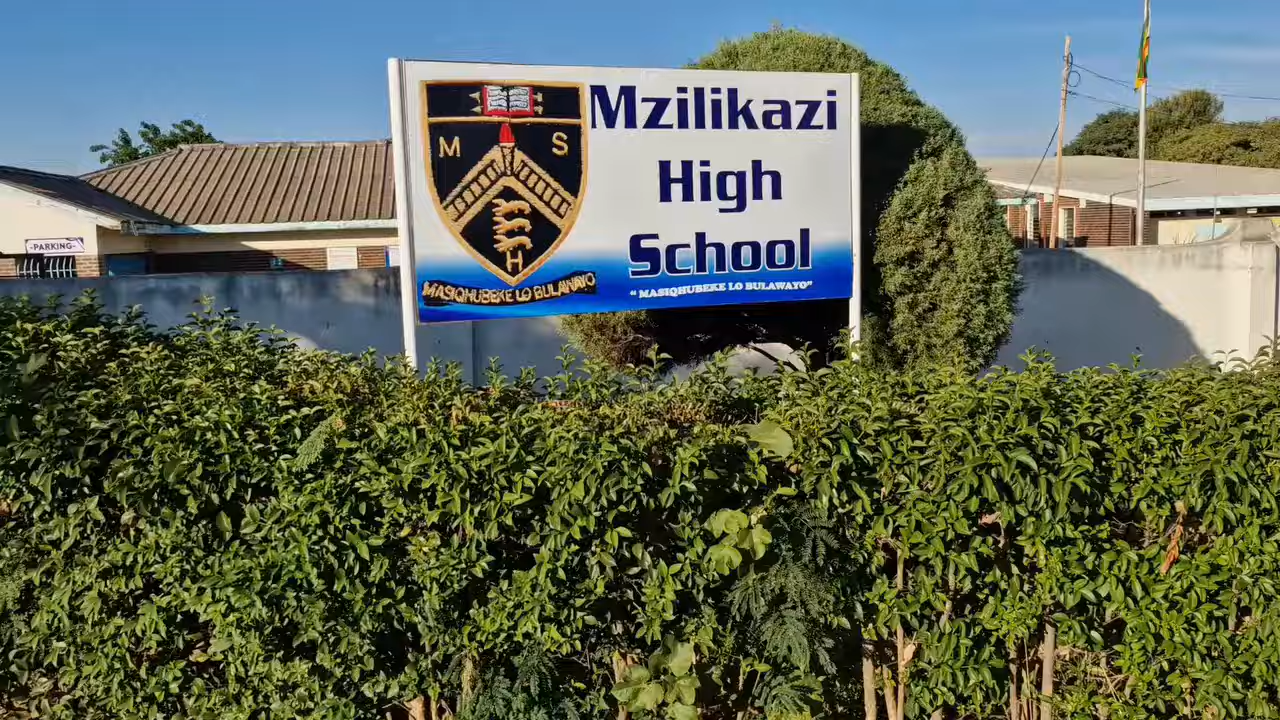 -PARKING-
M S
H
MASIQHUBEKE LO BULAWAYO
Mzilikazi
High
School
“ MASIQHUBEKE LO BULAWAYO”